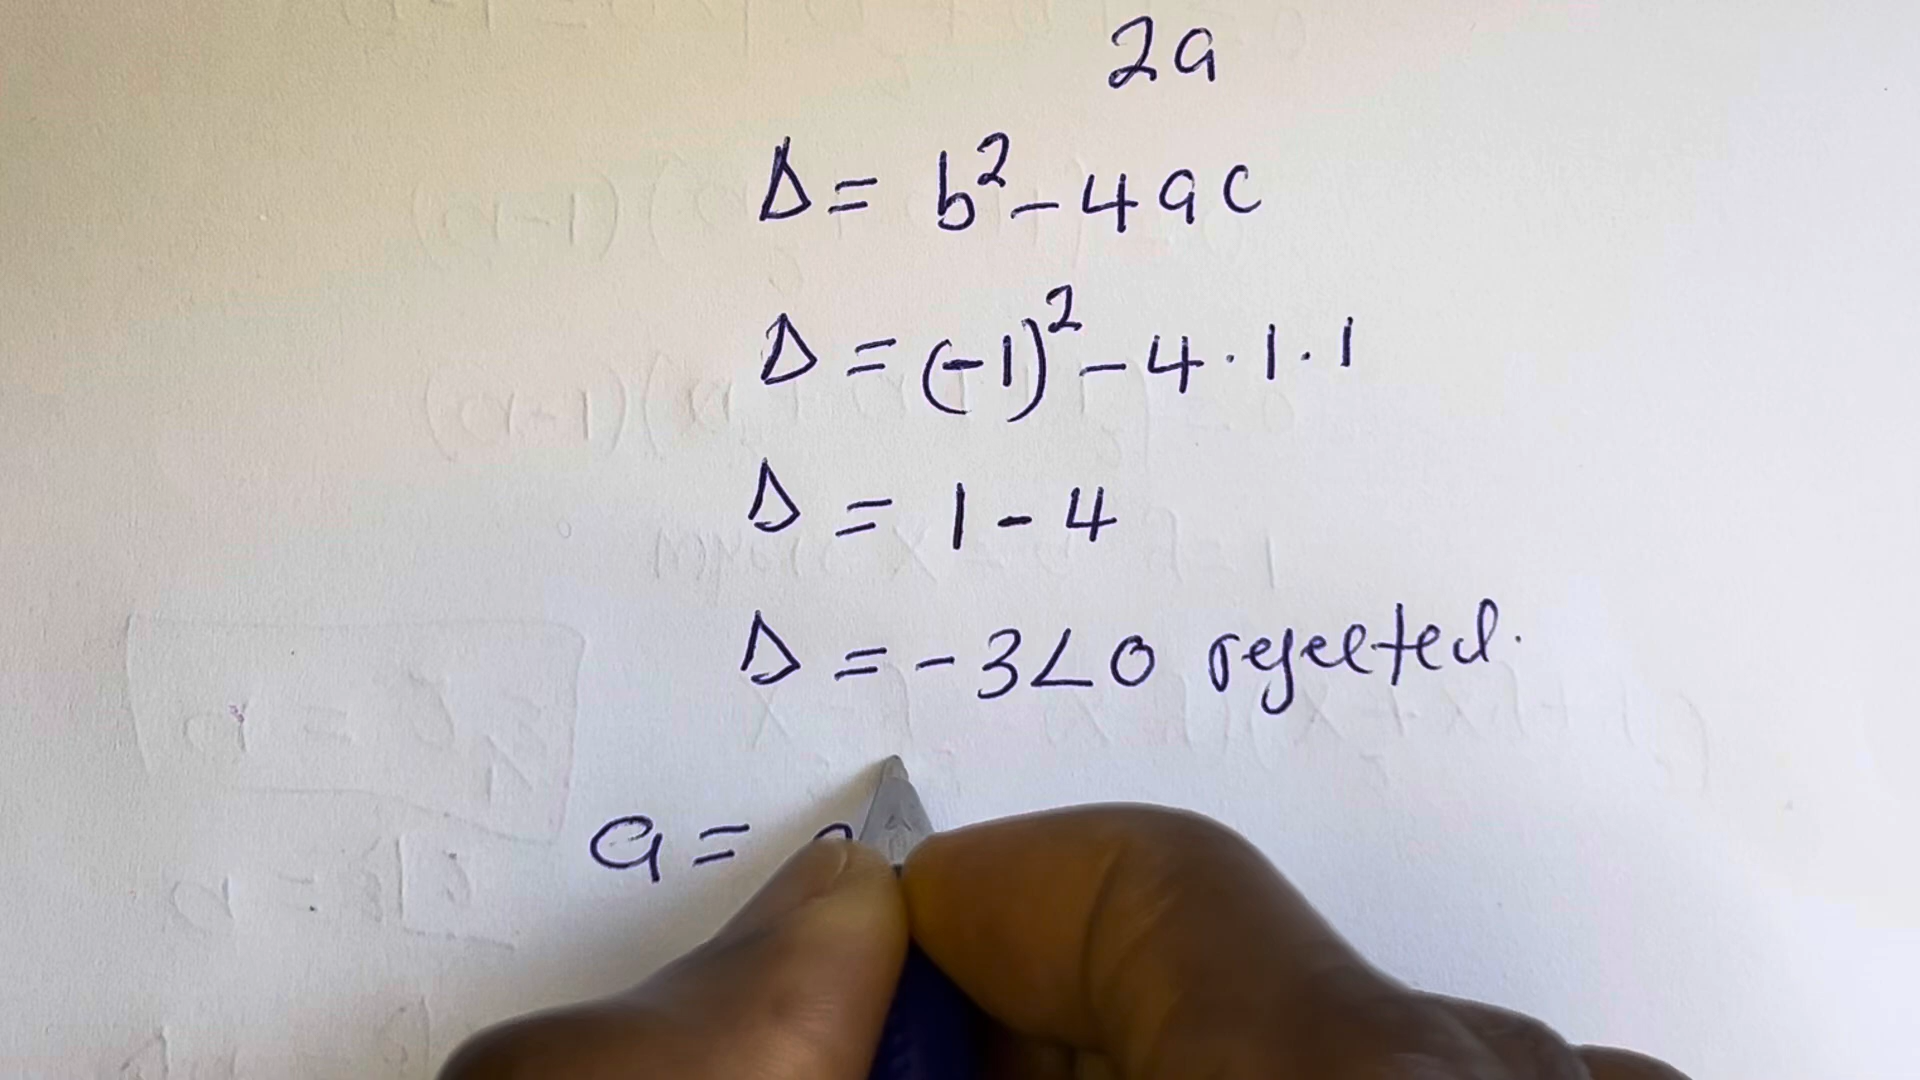 2a
Δ = b² - 4ac
Δ = (-1)² - 4 · 1 · 1
Δ = 1 - 4
Δ = -3 < 0 rejected.
a =